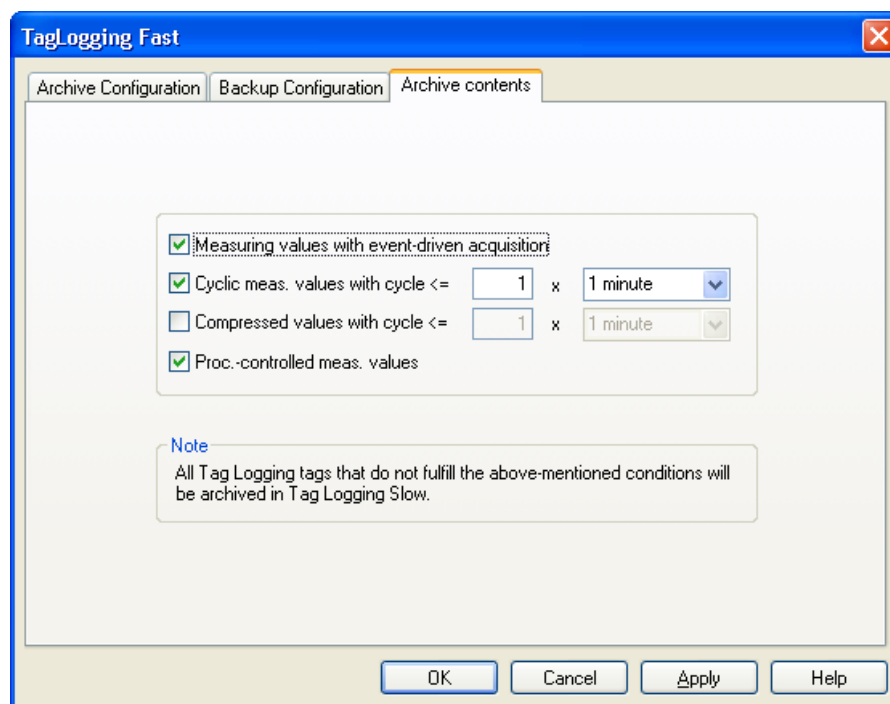 TagLogging Fast
Archive Configuration Backup Configuration Archive contents
Measuring values with event-driven acquisition
Cyclic meas. values with cycle <= 1 x 1 minute
Compressed values with cycle <= 1 x 1 minute
Proc.-controlled meas. values
Note
All Tag Logging tags that do not fulfill the above-mentioned conditions will
be archived in Tag Logging Slow.
OK Cancel Apply Help